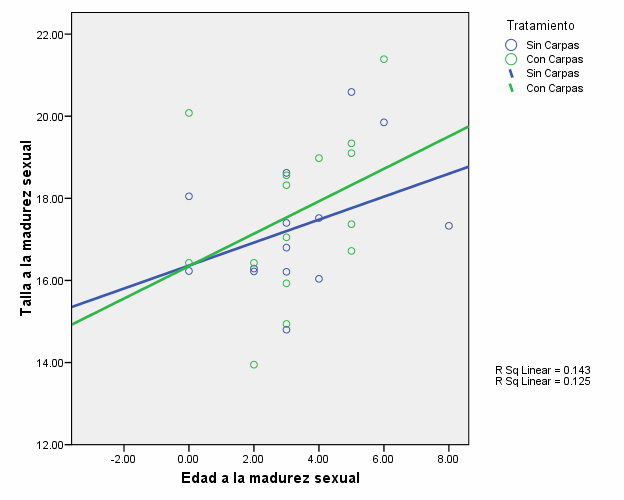 Tratamiento
Sin Carpas
Con Carpas
Sin Carpas
Con Carpas
22.00
20.00
18.00
16.00
14.00
12.00
Talla a la madurez sexual
-2.00 0.00 2.00 4.00 6.00 8.00
Edad a la madurez sexual
R Sq Linear = 0.143
R Sq Linear = 0.125